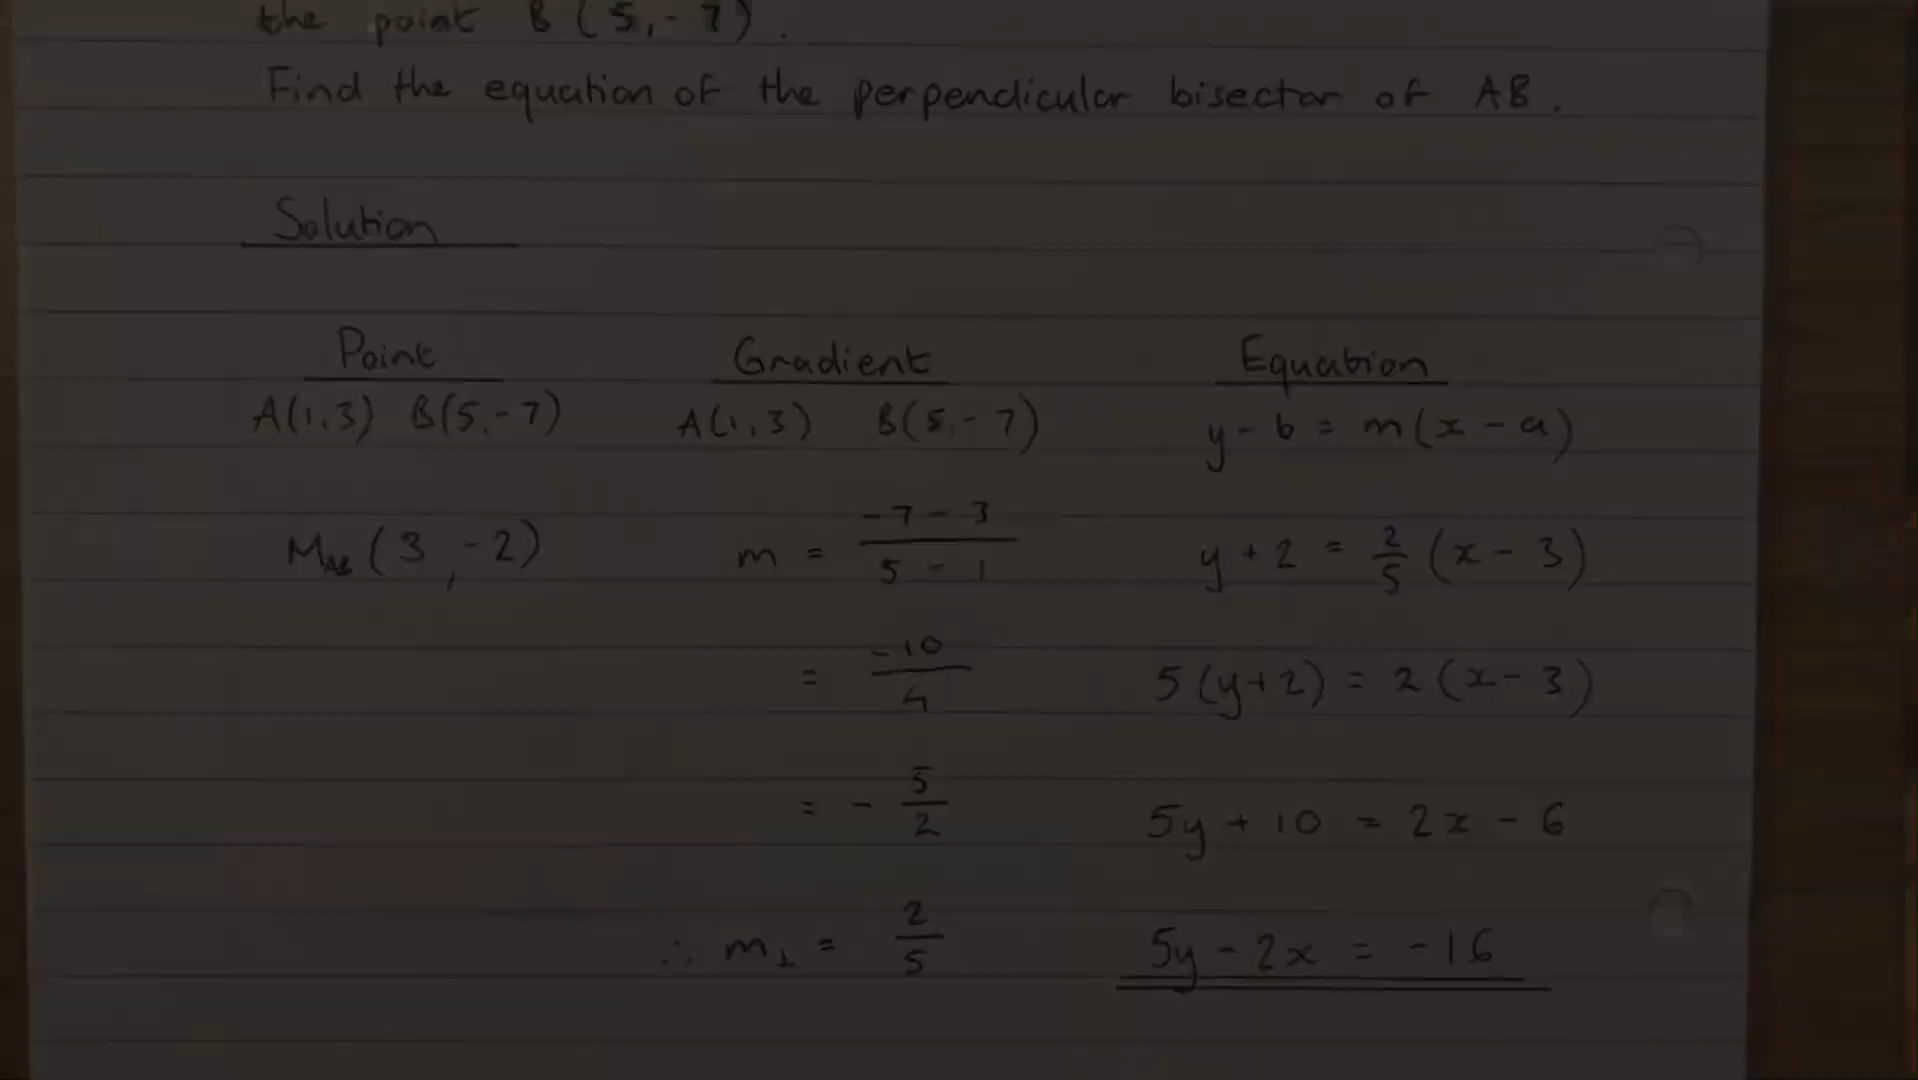 the point B(5,-7).
Find the equation of the perpendicular bisector of AB.
Solution
Point
A(1,3) B(5,-7)
M_AB (3,-2)
Gradient
A(1,3) B(5,-7)
m = (-7-3)/(5-1)
= -10/4
= - 5/2
∴ m⊥ = 2/5
Equation
y - b = m(x - a)
y + 2 = 2/5 (x - 3)
5(y+2) = 2(x-3)
5y + 10 = 2x - 6
5y - 2x = -16